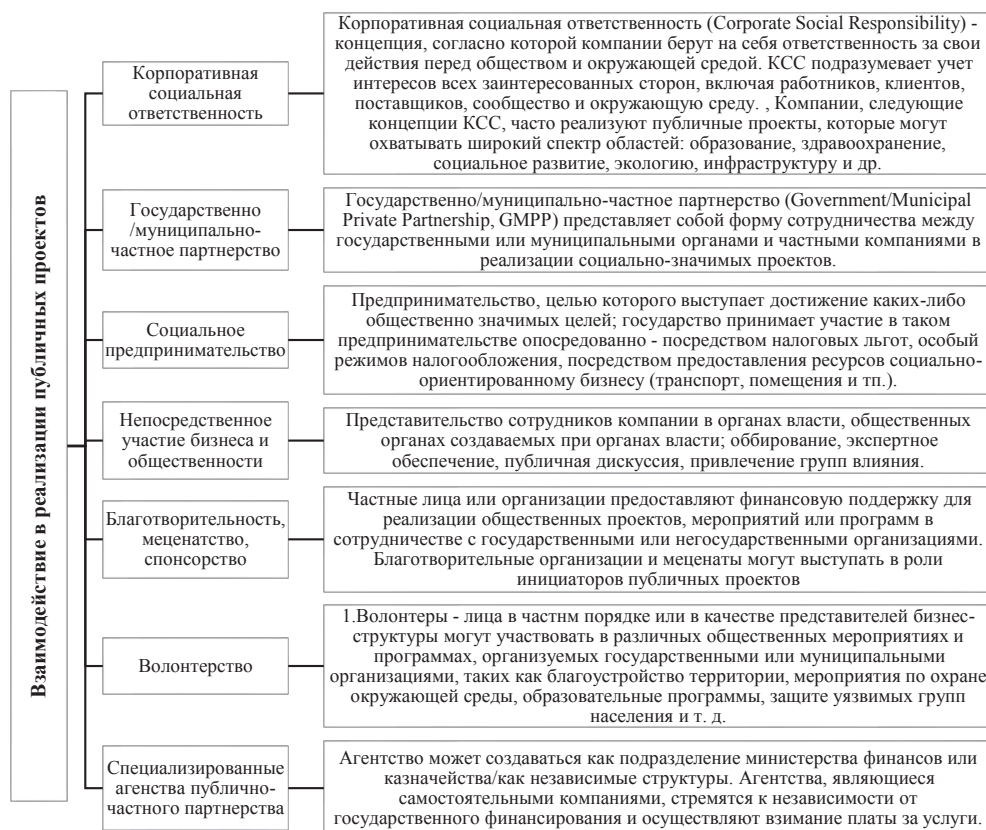 Взаимодействие в реализации публичных проектов
Корпоративная
социальная
ответственность
Корпоративная социальная ответственность (Corporate Social Responsibility) -
концепция, согласно которой компании берут на себя ответственность за свои
действия перед обществом и окружающей средой. КСС подразумевает учет
интересов всех заинтересованных сторон, включая работников, клиентов,
поставщиков, сообщество и окружающую среду. , Компании, следующие
концепции КСС, часто реализуют публичные проекты, которые могут
охватывать широкий спектр областей: образование, здравоохранение,
социальное развитие, экологию, инфраструктуру и др.
Государственно
/муниципально-
частное партнерство
Государственно/муниципально-частное партнерство (Government/Municipal
Private Partnership, GMPP) представляет собой форму сотрудничества между
государственными или муниципальными органами и частными компаниями в
реализации социально-значимых проектов.
Социальное
предпринимательство
Предпринимательство, целью которого выступает достижение каких-либо
общественно значимых целей; государство принимает участие в таком
предпринимательстве опосредованно - посредством налоговых льгот, особый
режимов налогообложения, посредством предоставления ресурсов социально-
ориентированному бизнесу (транспорт, помещения и тп.).
Непосредственное
участие бизнеса и
общественности
Представительство сотрудников компании в органах власти, общественных
органах создаваемых при органах власти; оббирование, экспертное
обеспечение, публичная дискуссия, привлечение групп влияния.
Благотворительность,
меценатство,
спонсорство
Частные лица или организации предоставляют финансовую поддержку для
реализации общественных проектов, мероприятий или программ в
сотрудничестве с государственными или негосударственными организациями.
Благотворительные организации и меценаты могут выступать в роли
инициаторов публичных проектов
Волонтерство
1.Волонтеры - лица в частнм порядке или в качестве представителей бизнес-
структуры могут участвовать в различных общественных мероприятиях и
программах, организуемых государственными или муниципальными
организациями, таких как благоустройство территории, мероприятия по охране
окружающей среды, образовательные программы, защите уязвимых групп
населения и т. д.
Специализированные
агенства публично-
частного партнерства
Агентство может создаваться как подразделение министерства финансов или
казначейства/как независимые структуры. Агентства, являющиеся
самостоятельными компаниями, стремятся к независимости от
государственного финансирования и осуществляют взимание платы за услуги.